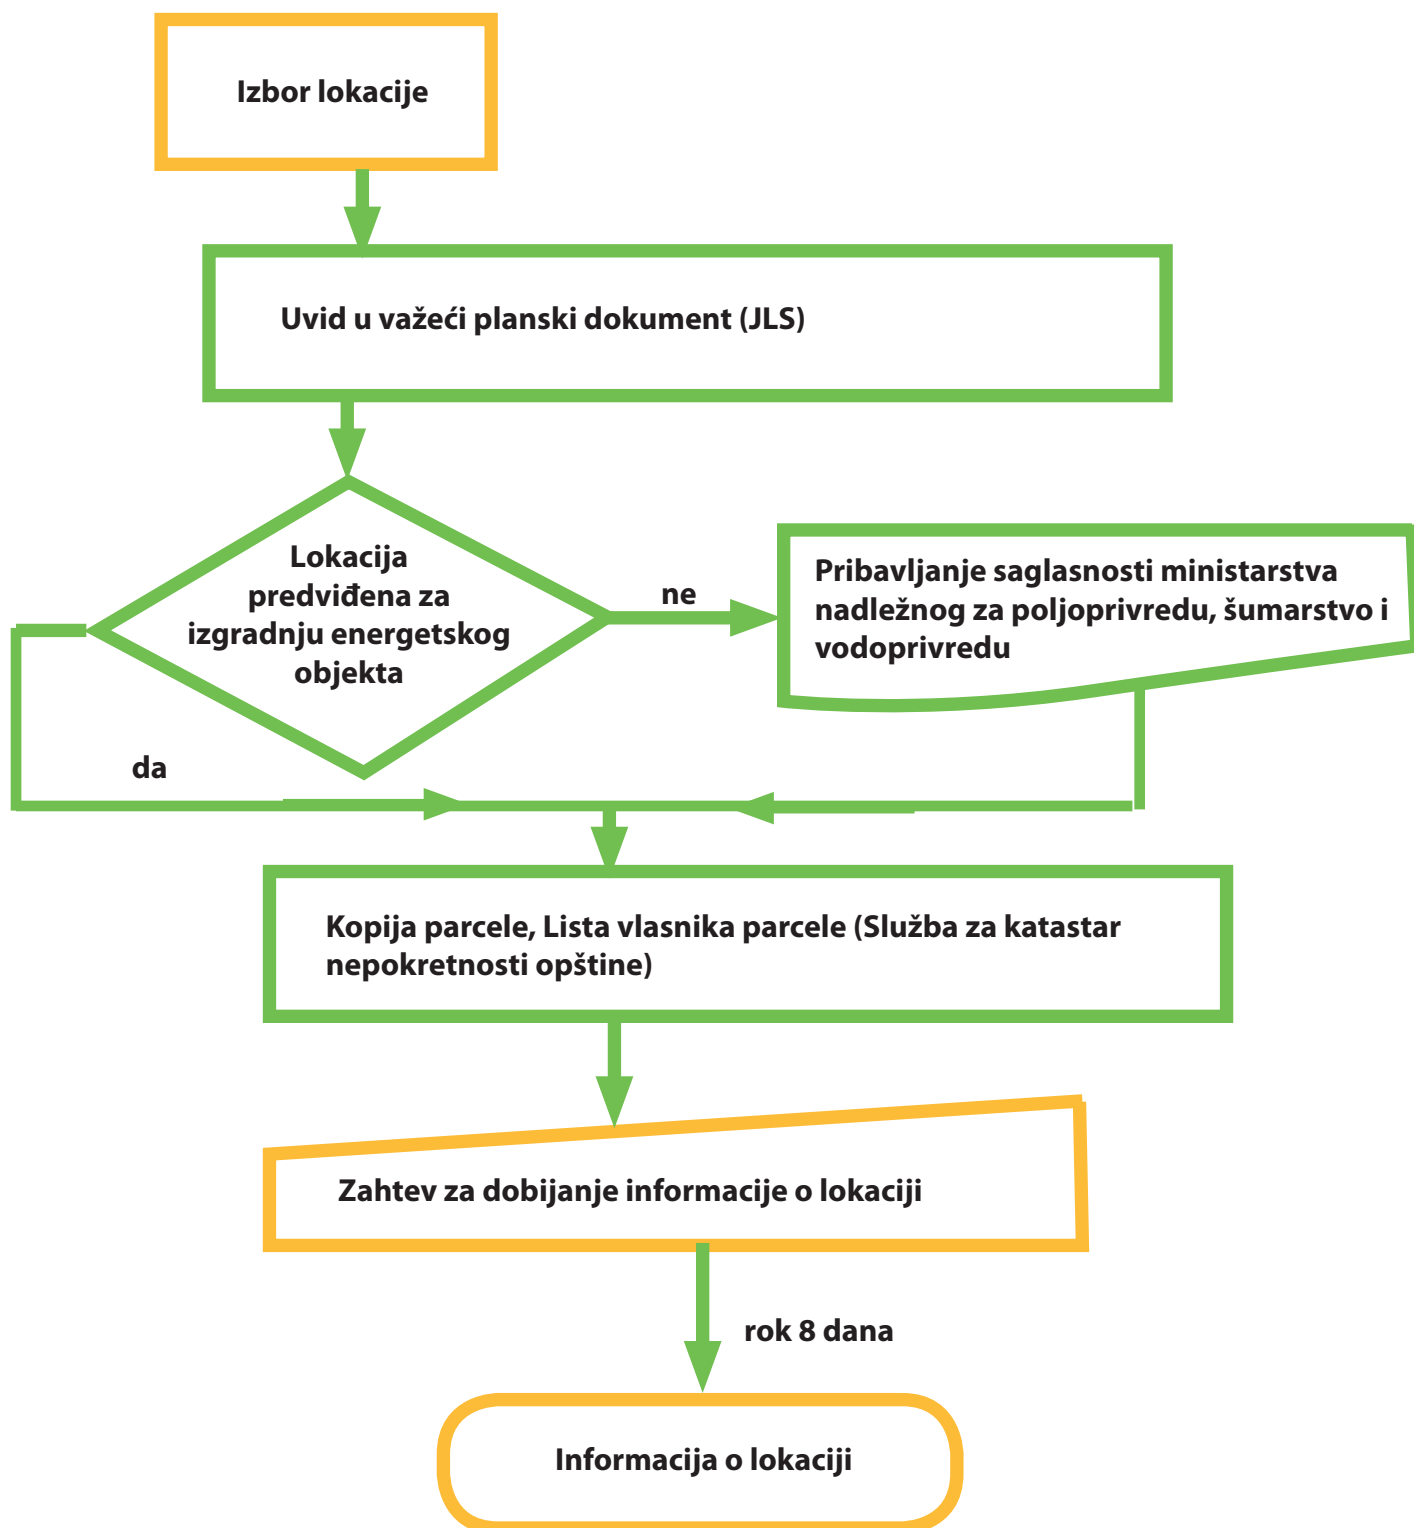 Izbor lokacije
Uvid u važeći planski dokument (JLS)
Lokacija
predviđena za
izgradnju energetskog
objekta
ne
Pribavljanje saglasnosti ministarstva
nadležnog za poljoprivredu, šumarstvo i
vodoprivredu
da
Kopija parcele, Lista vlasnika parcele (Služba za katastar
nepokretnosti opštine)
Zahtev za dobijanje informacije o lokaciji
rok 8 dana
Informacija o lokaciji